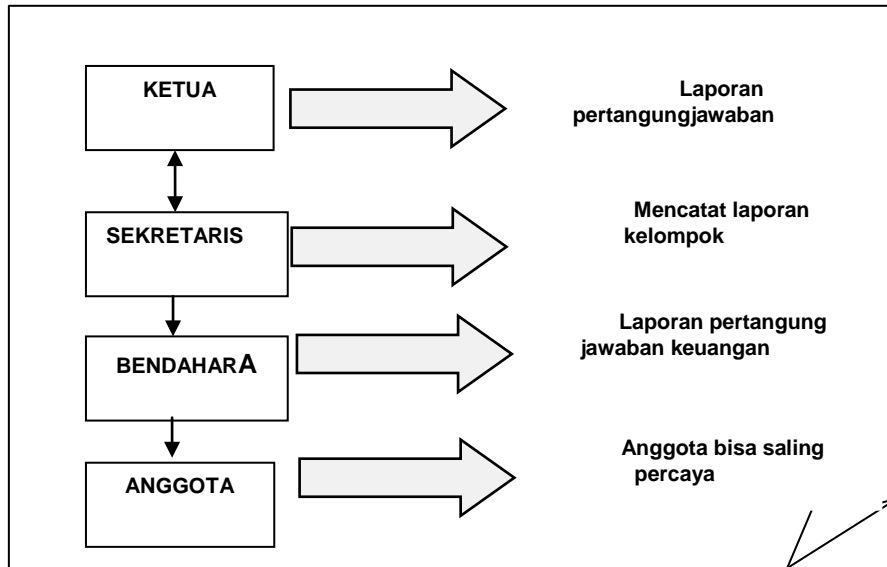 KETUA
Laporan
pertangungjawaban
SEKRETARIS
Mencatat laporan
kelompok
BENDAHARA
Laporan pertangung
jawaban keuangan
ANGGOTA
Anggota bisa saling
percaya